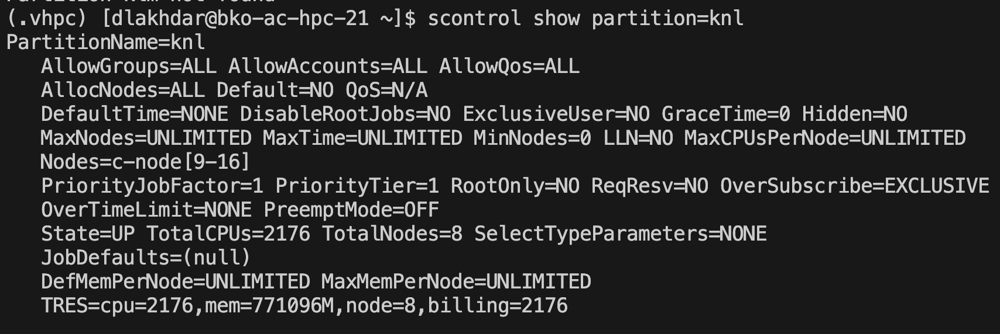 (.vhpc) [dlakhdar@bko-ac-hpc-21 ~]$ scontrol show partition=knl
PartitionName=knl
   AllowGroups=ALL AllowAccounts=ALL AllowQos=ALL
   AllocNodes=ALL Default=NO QoS=N/A
   DefaultTime=NONE DisableRootJobs=NO ExclusiveUser=NO GraceTime=0 Hidden=NO
   MaxNodes=UNLIMITED MaxTime=UNLIMITED MinNodes=0 LLN=NO MaxCPUsPerNode=UNLIMITED
   Nodes=c-node[9-16]
   PriorityJobFactor=1 PriorityTier=1 RootOnly=NO ReqResv=NO OverSubscribe=EXCLUSIVE
   OverTimeLimit=NONE PreemptMode=OFF
   State=UP TotalCPUs=2176 TotalNodes=8 SelectTypeParameters=NONE
   JobDefaults=(null)
   DefMemPerNode=UNLIMITED MaxMemPerNode=UNLIMITED
   TRES=cpu=2176,mem=771096M,node=8,billing=2176